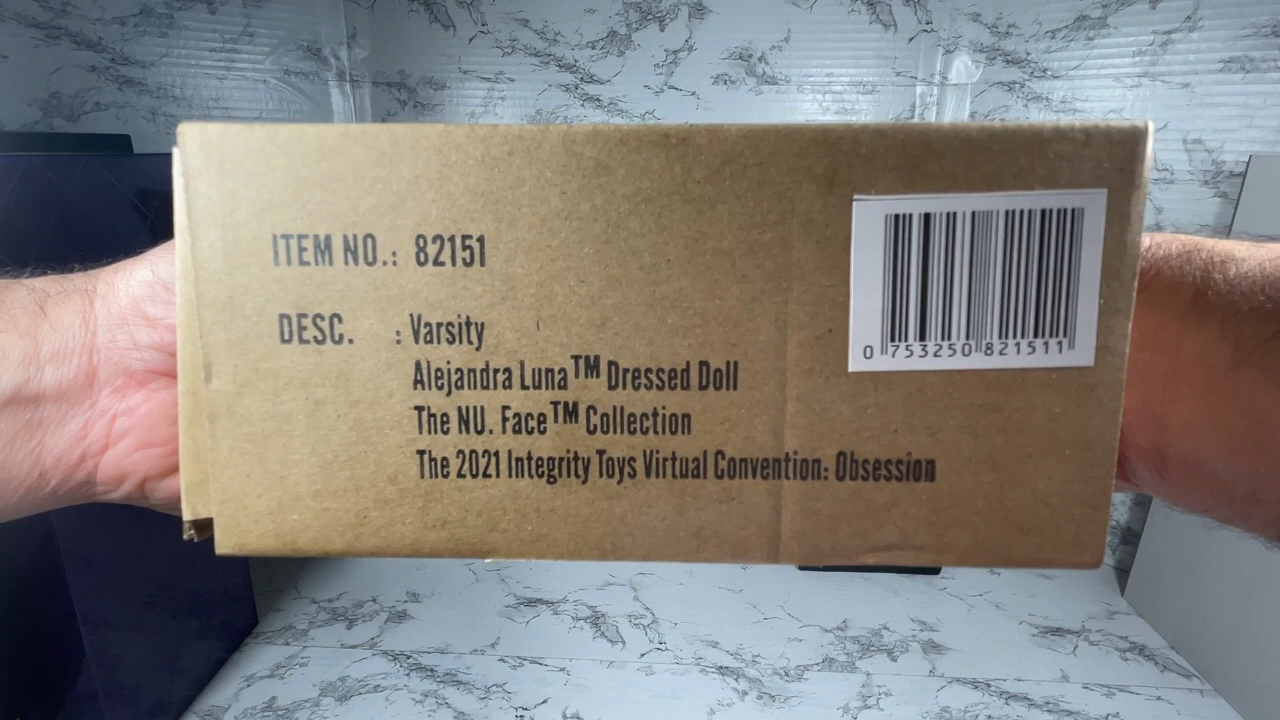 ITEM NO.: 82151
DESC. : Varsity
Alejandra Luna™ Dressed Doll
The NU. Face™ Collection
The 2021 Integrity Toys Virtual Convention: Obsession
0 753250 821511